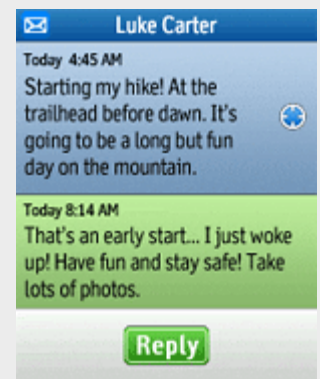 Luke Carter
Today 4:45 AM
Starting my hike! At the
trailhead before dawn. It's
going to be a long but fun
day on the mountain.
Today 8:14 AM
That's an early start... I just woke
up! Have fun and stay safe! Take
lots of photos.
Reply